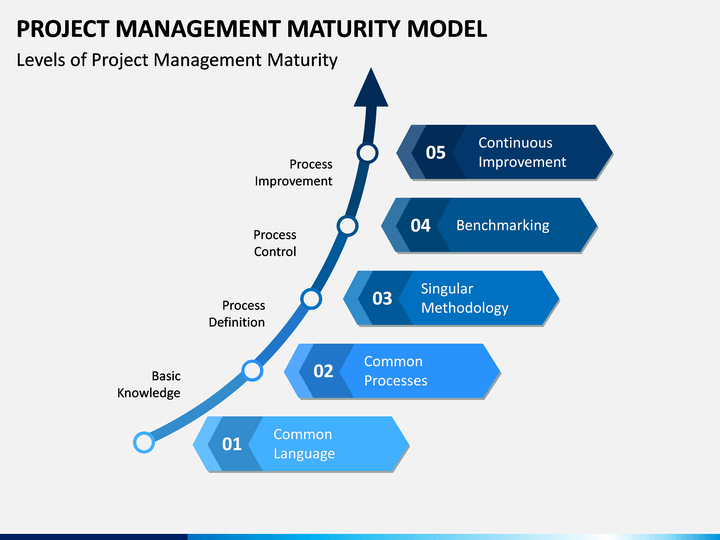 PROJECT MANAGEMENT MATURITY MODEL
Levels of Project Management Maturity
Process
Improvement
05
Continuous
Improvement
Process
Control
04
Benchmarking
Process
Definition
03
Singular
Methodology
Basic
Knowledge
02
Common
Processes
01
Common
Language